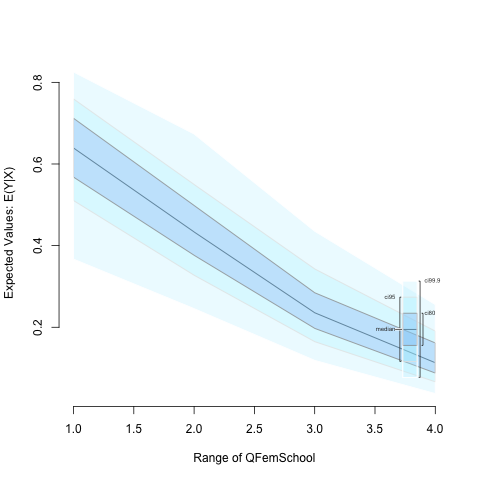 Expected Values: E(Y|X)
0.8
0.6
0.4
0.2
ci95
ci99.9
ci80
median
1.0 1.5 2.0 2.5 3.0 3.5 4.0
Range of QFemSchool